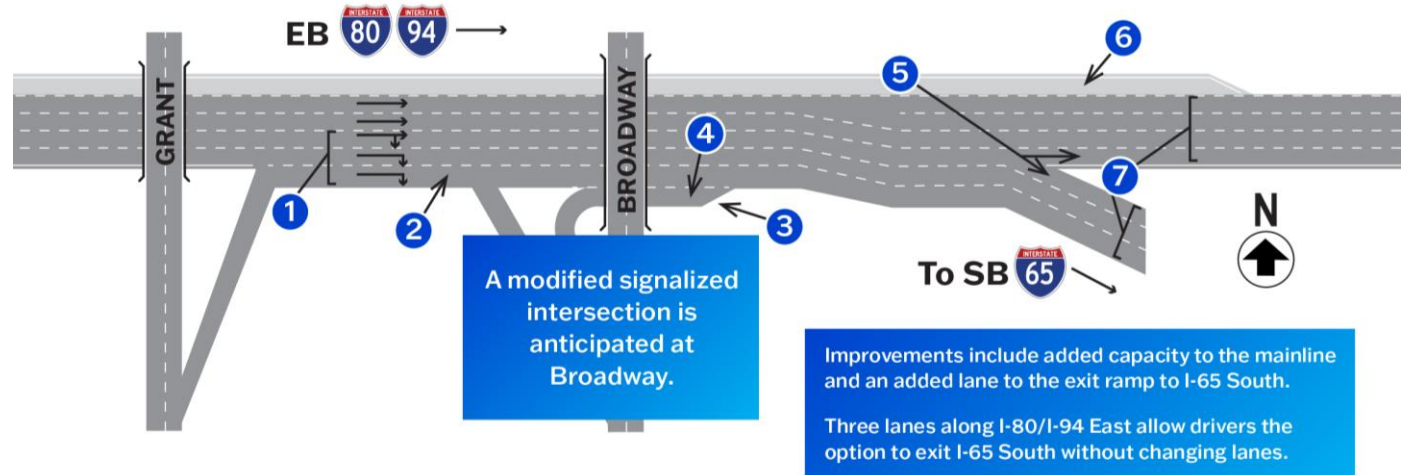 EB INTERSTATE 80 INTERSTATE 94
6
5
GRANT
BROADWAY
4
1
7
2
3
N
A modified signalized
intersection is
anticipated at
Broadway.
To SB INTERSTATE 65
Improvements include added capacity to the mainline
and an added lane to the exit ramp to I-65 South.
Three lanes along I-80/I-94 East allow drivers the
option to exit I-65 South without changing lanes.